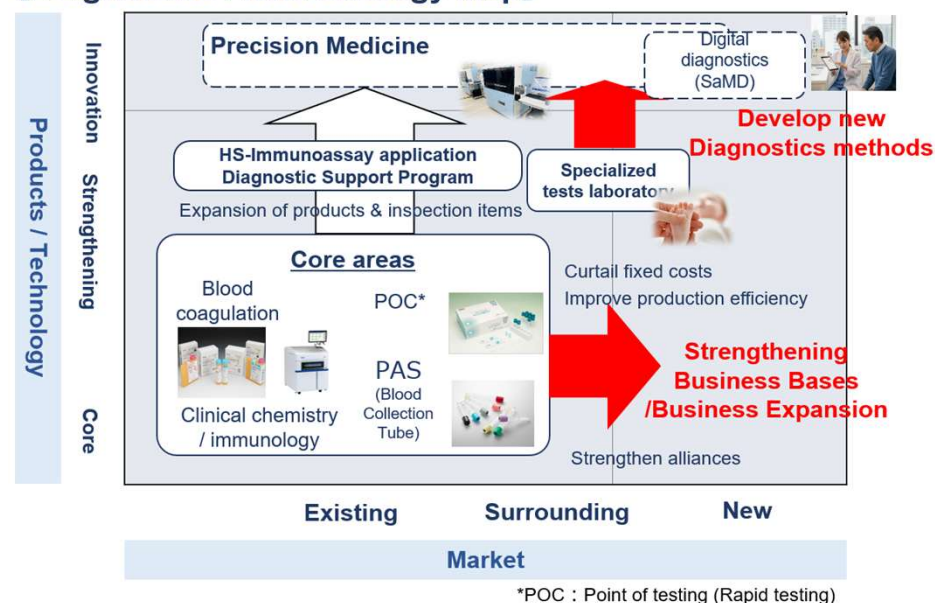 Precision Medicine
Digital
diagnostics
(SaMD)
Develop new
Diagnostics methods
HS-Immunoassay application
Diagnostic Support Program
Specialized
tests laboratory
Expansion of products & inspection items
Core areas
Blood
coagulation
POC*
PAS
(Blood
Collection
Tube)
Clinical chemistry
/ immunology
Curtail fixed costs
Improve production efficiency
Strengthening
Business Bases
/Business Expansion
Strengthen alliances
Products / Technology
Innovation
Strengthening
Core
Existing
Surrounding
New
Market
*POC：Point of testing (Rapid testing)